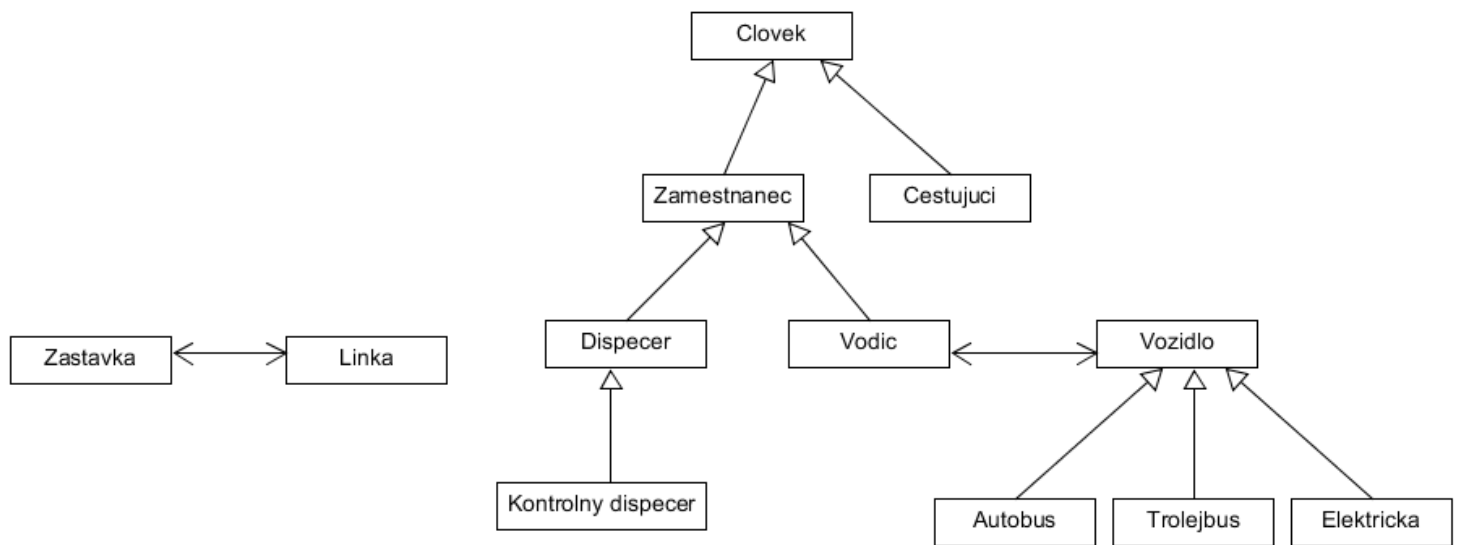 Clovek
Zamestnanec
Cestujuci
Zastavka
Linka
Dispecer
Vodic
Vozidlo
Kontrolny dispecer
Autobus
Trolejbus
Elektricka